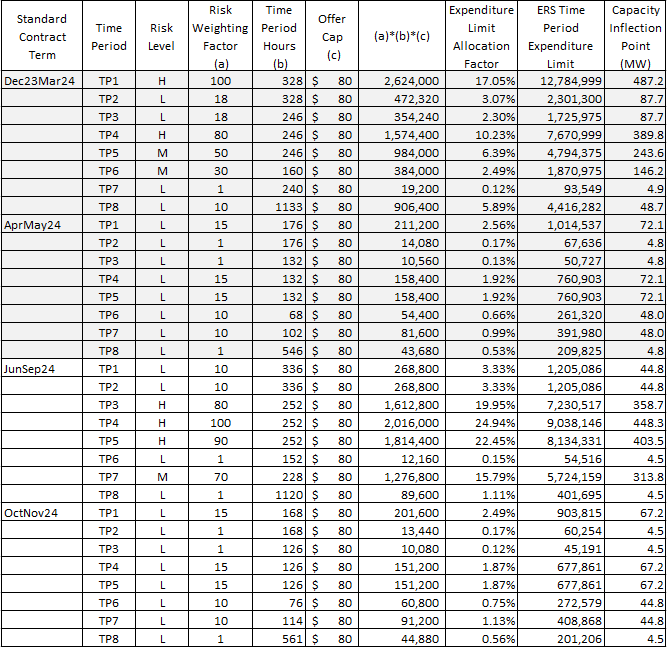 Standard Contract Term Time Period Risk Level Risk Weighting Factor (a) Time Period Hours (b) Offer Cap (c) (a)*(b)*(c) Expenditure Limit Allocation Factor ERS Time Period Expenditure Limit Capacity Inflection Point (MW)
Dec23Mar24 TP1 H 100 328 $ 80 2,624,000 17.05% 12,784,999 487.2
TP2 L 18 328 $ 80 472,320 3.07% 2,301,300 87.7
TP3 L 18 246 $ 80 354,240 2.30% 1,725,975 87.7
TP4 H 80 246 $ 80 1,574,400 10.23% 7,670,999 389.8
TP5 M 50 246 $ 80 984,000 6.39% 4,794,375 243.6
TP6 M 30 160 $ 80 384,000 2.49% 1,870,975 146.2
TP7 L 1 240 $ 80 19,200 0.12% 93,549 4.9
TP8 L 10 1133 $ 80 906,400 5.89% 4,416,282 48.7
AprMay24 TP1 L 15 176 $ 80 211,200 2.56% 1,014,537 72.1
TP2 L 1 176 $ 80 14,080 0.17% 67,636 4.8
TP3 L 1 132 $ 80 10,560 0.13% 50,727 4.8
TP4 L 15 132 $ 80 158,400 1.92% 760,903 72.1
TP5 L 15 132 $ 80 158,400 1.92% 760,903 72.1
TP6 L 10 68 $ 80 54,400 0.66% 261,320 48.0
TP7 L 10 102 $ 80 81,600 0.99% 391,980 48.0
TP8 L 1 546 $ 80 43,680 0.53% 209,825 4.8
JunSep24 TP1 L 10 336 $ 80 268,800 3.33% 1,205,086 44.8
TP2 L 10 336 $ 80 268,800 3.33% 1,205,086 44.8
TP3 H 80 252 $ 80 1,612,800 19.95% 7,230,517 358.7
TP4 H 100 252 $ 80 2,016,000 24.94% 9,038,146 448.3
TP5 H 90 252 $ 80 1,814,400 22.45% 8,134,331 403.5
TP6 L 1 152 $ 80 12,160 0.15% 54,516 4.5
TP7 M 70 228 $ 80 1,276,800 15.79% 5,724,159 313.8
TP8 L 1 1120 $ 80 89,600 1.11% 401,695 4.5
OctNov24 TP1 L 15 168 $ 80 201,600 2.49% 903,815 67.2
TP2 L 1 168 $ 80 13,440 0.17% 60,254 4.5
TP3 L 1 126 $ 80 10,080 0.12% 45,191 4.5
TP4 L 15 126 $ 80 151,200 1.87% 677,861 67.2
TP5 L 15 126 $ 80 151,200 1.87% 677,861 67.2
TP6 L 10 76 $ 80 60,800 0.75% 272,579 44.8
TP7 L 10 114 $ 80 91,200 1.13% 408,868 44.8
TP8 L 1 561 $ 80 44,880 0.56% 201,206 4.5